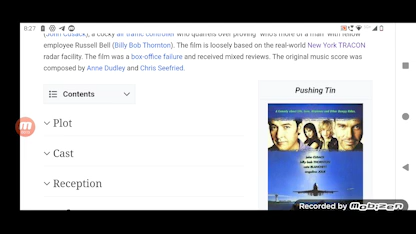 8:27
(John Cusack), a cocky air traffic controller who quarrels over proving "who's more of a man" with fellow
employee Russell Bell (Billy Bob Thornton). The film is loosely based on the real-world New York TRACON
radar facility. The film was a box-office failure and received mixed reviews. The original music score was
composed by Anne Dudley and Chris Seefried.
Contents
Pushing Tin
Plot
Cast
Reception
Recorded by Mobizen